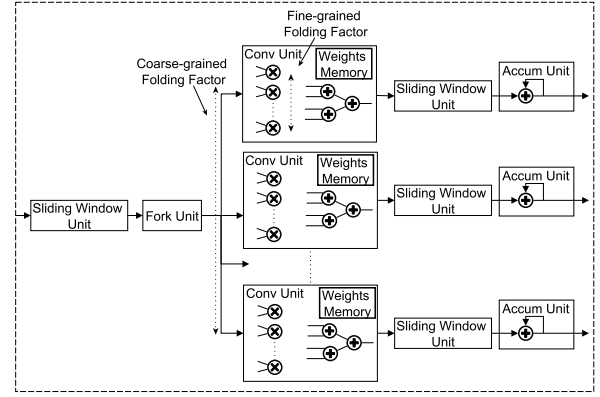 Fine-grained
Folding Factor
Coarse-grained
Folding Factor
Conv Unit
Weights
Memory
Sliding Window
Unit
Accum Unit
Conv Unit
Weights
Memory
Sliding Window
Unit
Accum Unit
Sliding Window
Unit
Fork Unit
Conv Unit
Weights
Memory
Sliding Window
Unit
Accum Unit